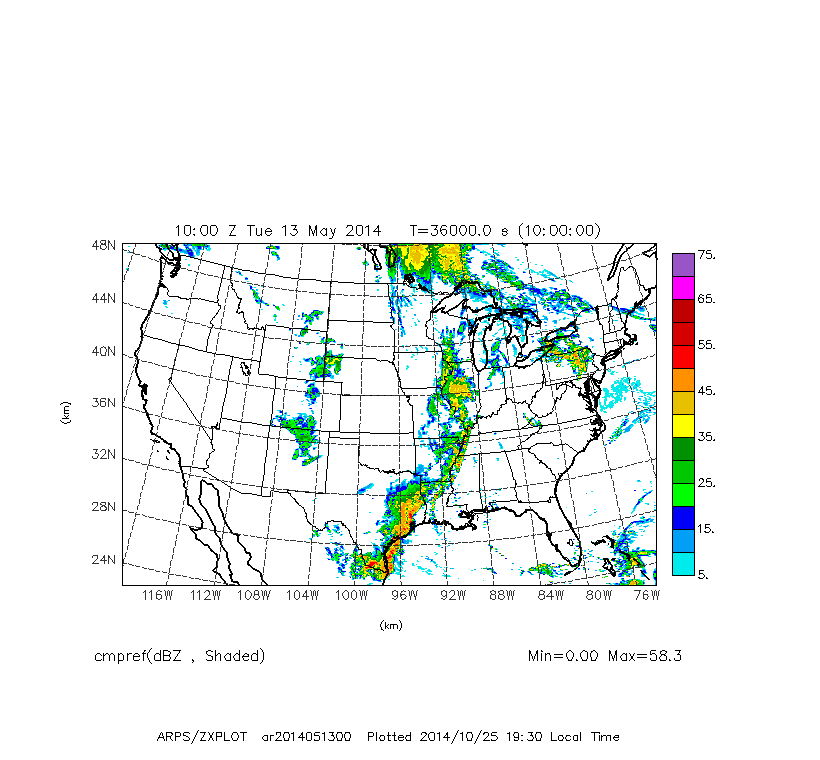 10:00 Z Tue 13 May 2014 T=36000.0 s (10:00:00)
48N
44N
40N
36N
32N
28N
24N
(km)
75.
65.
55.
45.
35.
25.
15.
5.
116W 112W 108W 104W 100W 96W 92W 88W 84W 80W 76W
(km)
cmpref(dBZ , Shaded) Min=0.00 Max=58.3
ARPS/ZXPLOT ar2014051300 Plotted 2014/10/25 19:30 Local Time